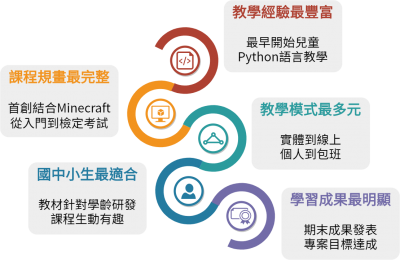 教學經驗最豐富
最早開始兒童
Python語言教學
課程規畫最完整
首創結合Minecraft
從入門到檢定考試
教學模式最多元
實體到線上
個人到包班
國中小生最適合
教材針對學齡研發
課程生動有趣
學習成果最明顯
期末成果發表
專案目標達成